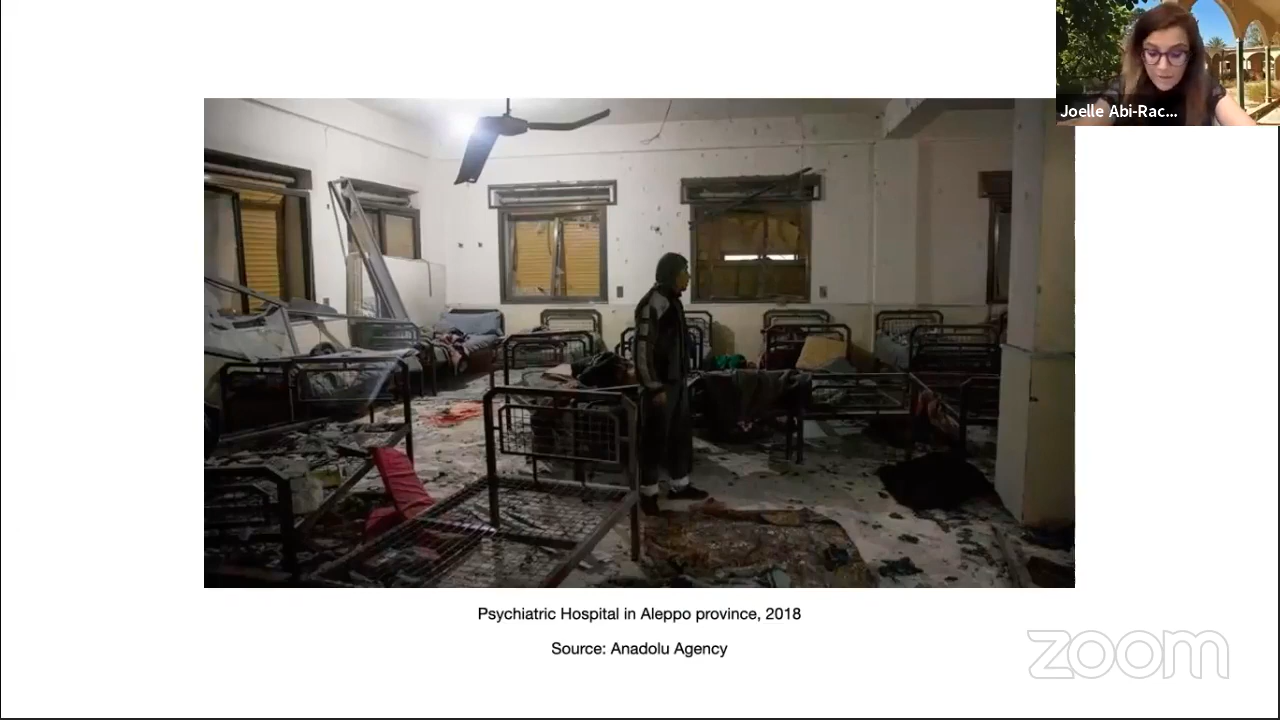 Joelle Abi-Rac...
Psychiatric Hospital in Aleppo province, 2018
Source: Anadolu Agency
zoom